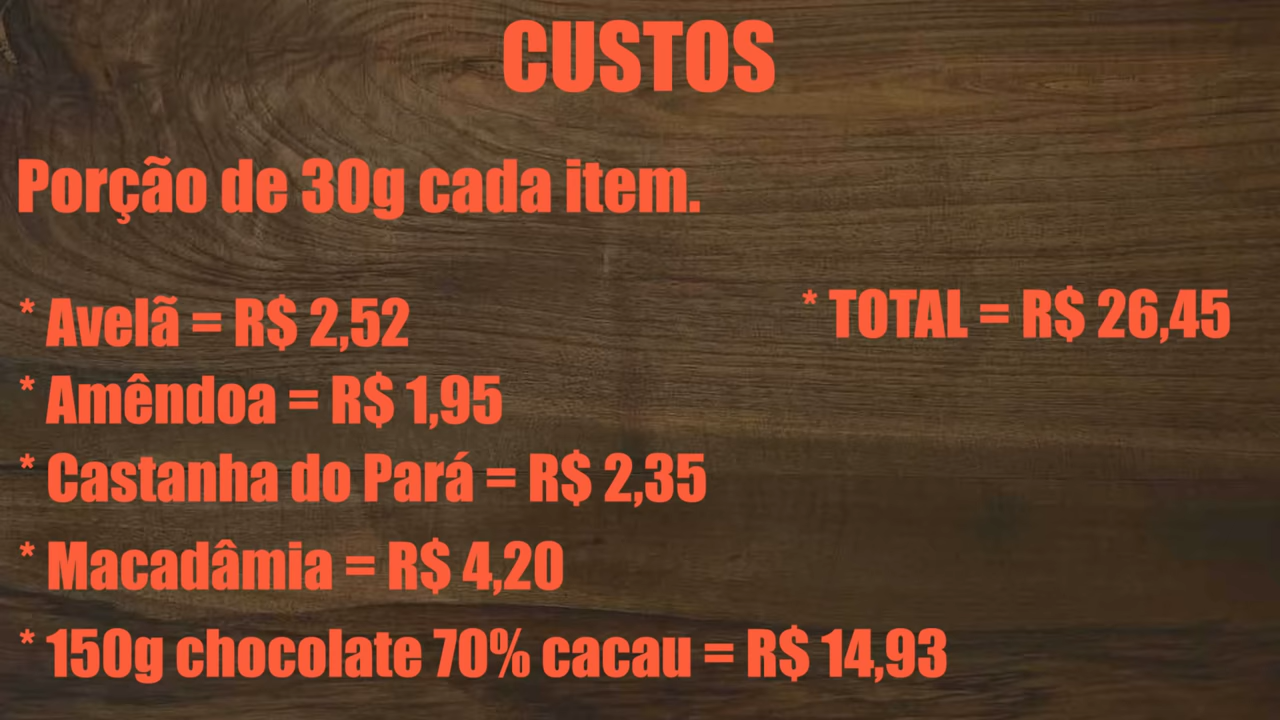 CUSTOS
Porção de 30g cada item.
* Avelã = R$ 2,52
* Amêndoa = R$ 1,95
* Castanha do Pará = R$ 2,35
* Macadâmia = R$ 4,20
* 150g chocolate 70% cacau = R$ 14,93
* TOTAL = R$ 26,45